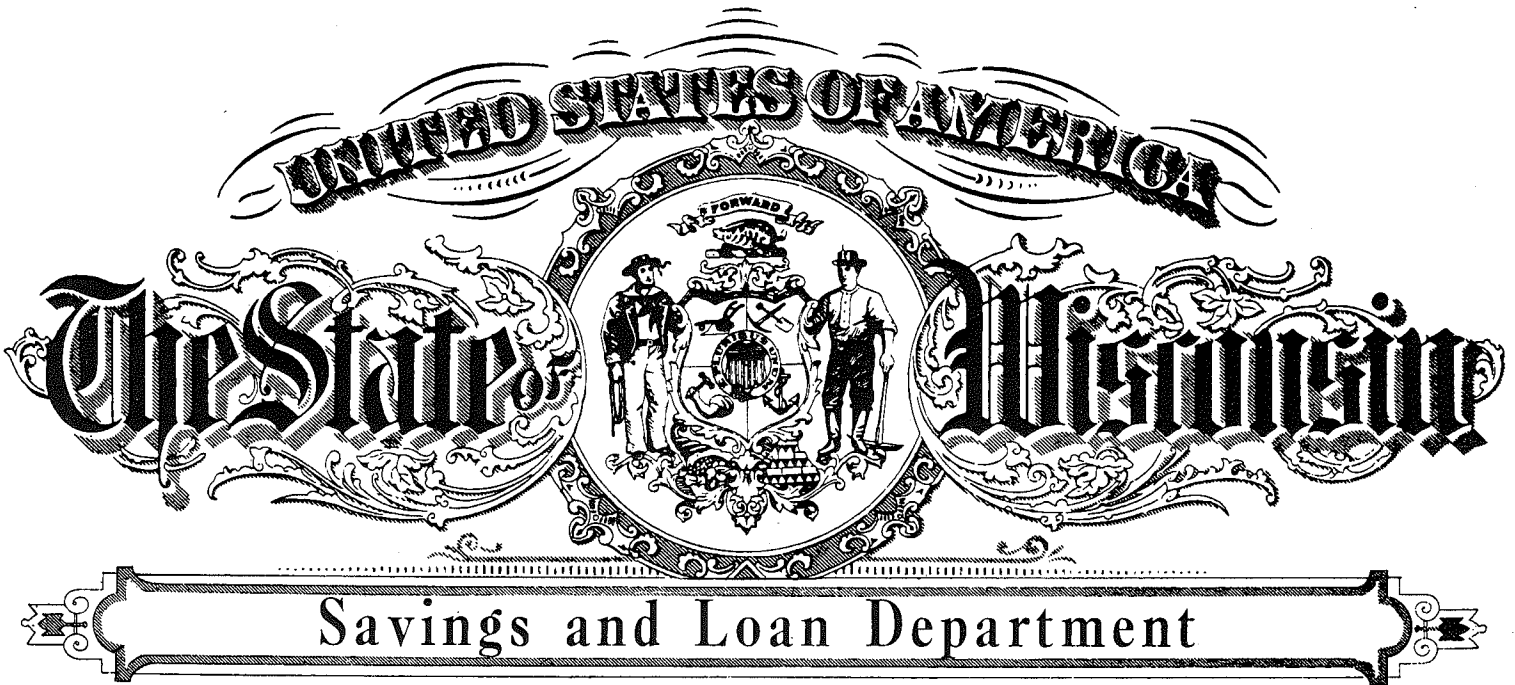 UNITED STATES OF AMERICA
FORWARD
The State of Wisconsin
Savings and Loan Department